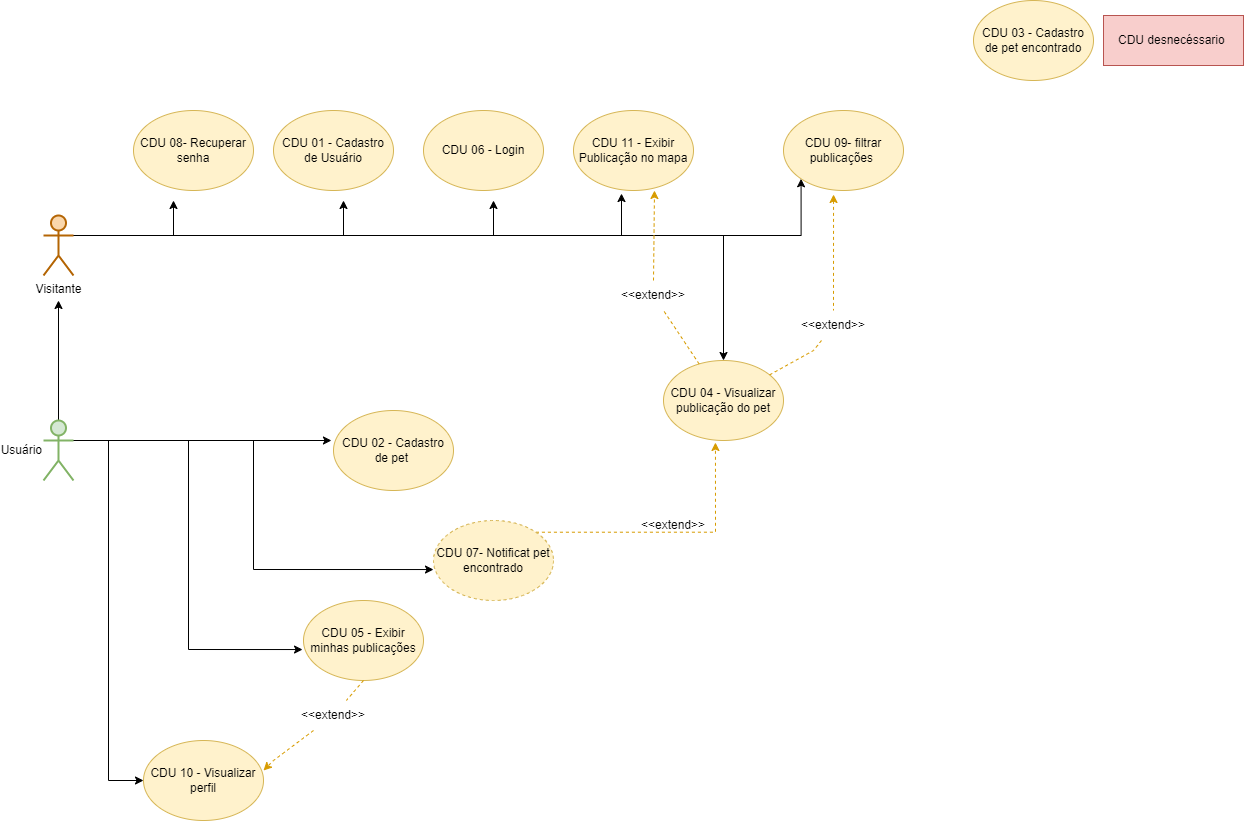 CDU 03 - Cadastro
de pet encontrado
CDU desnecéssario
CDU 08- Recuperar
senha
CDU 01 - Cadastro
de Usuário
CDU 06 - Login
CDU 11 - Exibir
Publicação no mapa
CDU 09- filtrar
publicações
Visitante
<<extend>>
<<extend>>
CDU 04 - Visualizar
publicação do pet
Usuário
CDU 02 - Cadastro
de pet
<<extend>>
CDU 07- Notificat pet
encontrado
CDU 05 - Exibir
minhas publicações
<<extend>>
CDU 10 - Visualizar
perfil